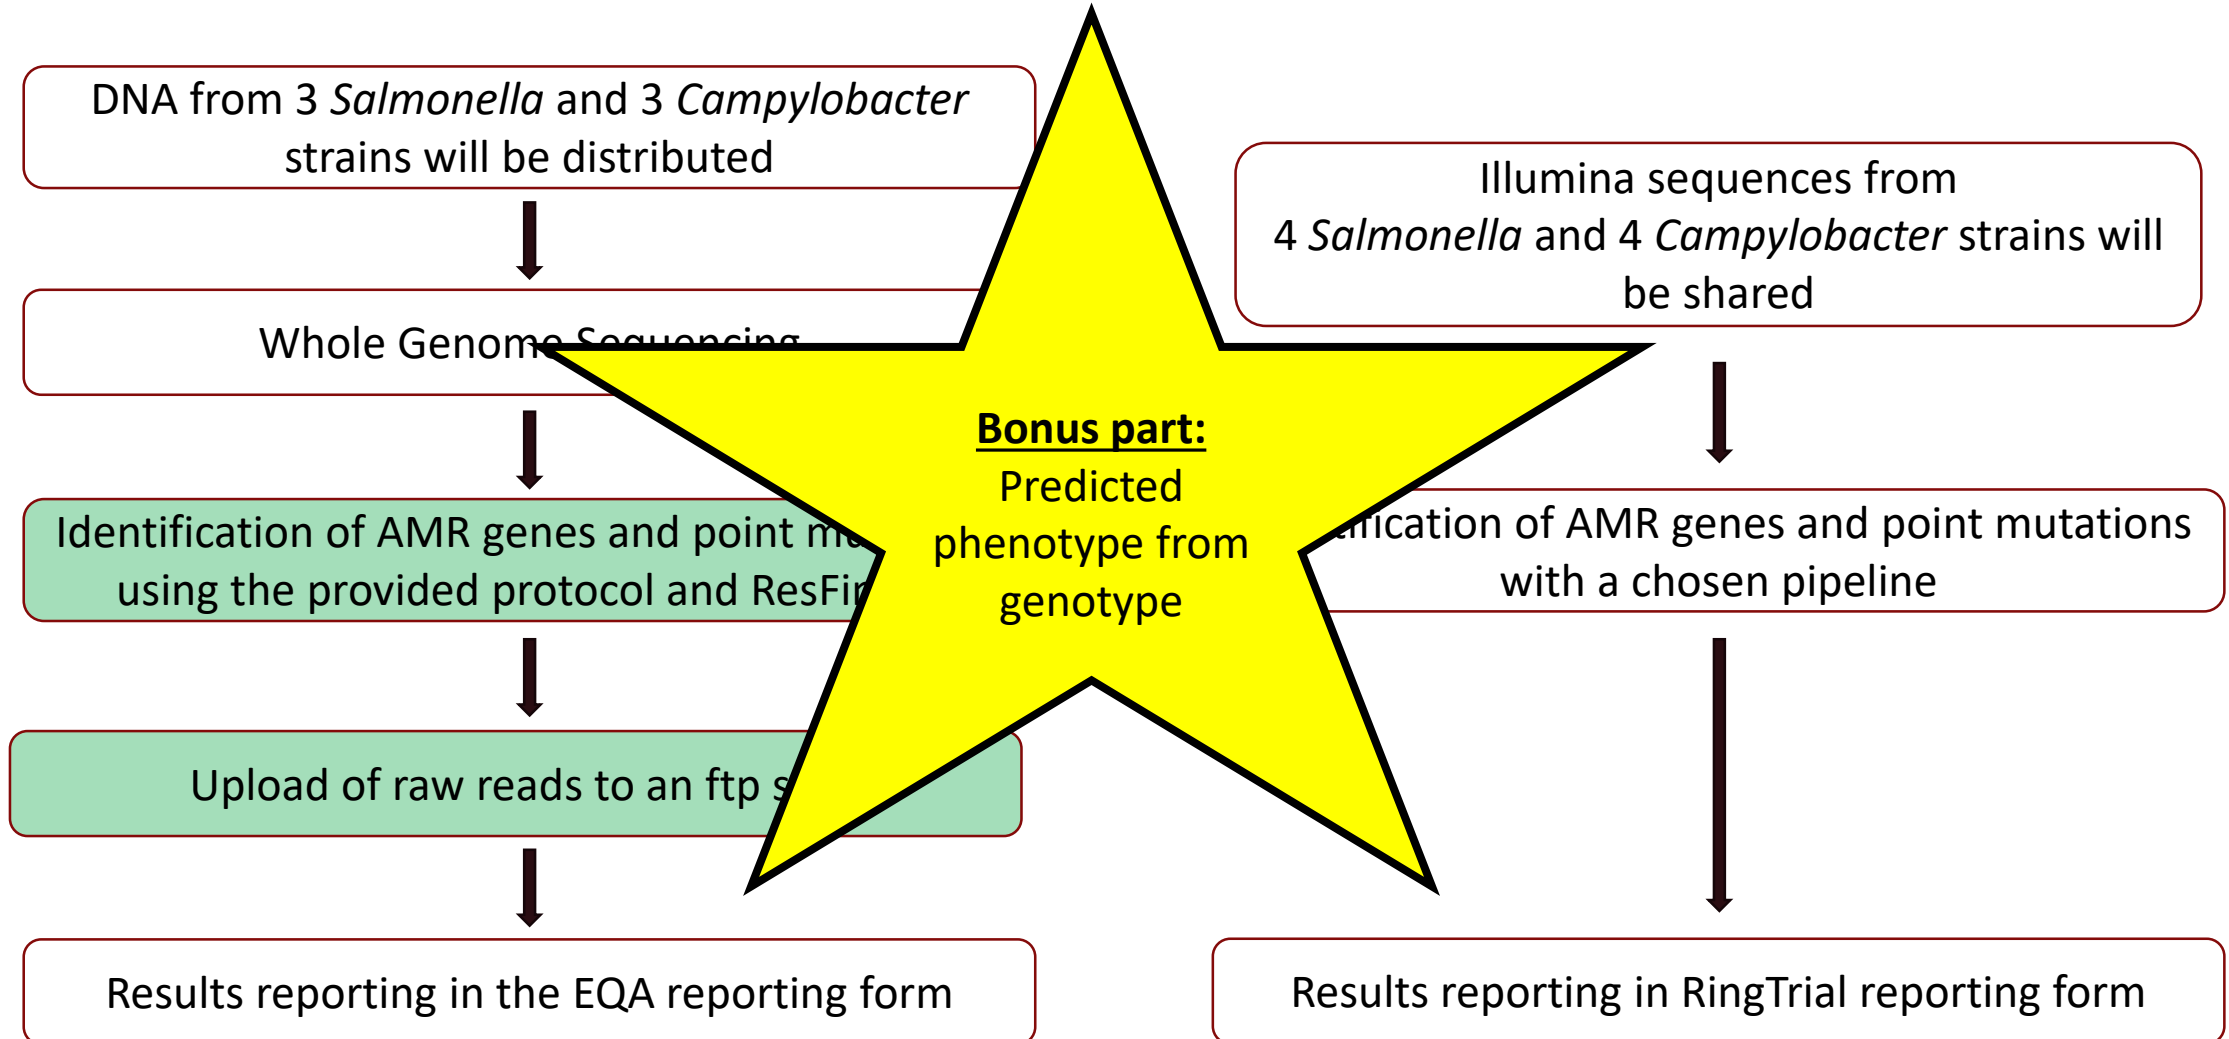 DNA from 3 Salmonella and 3 Campylobacter
strains will be distributed
Whole Genome Sequencing
Identification of AMR genes and point
using the provided protocol and
Upload of raw reads to an ftp
Results reporting in the EQA reporting form
Bonus part:
Predicted
phenotype from
genotype
Illumina sequences from
4 Salmonella and 4 Campylobacter strains will
be shared
of AMR genes and point mutations
with a chosen pipeline
Results reporting in RingTrial reporting form